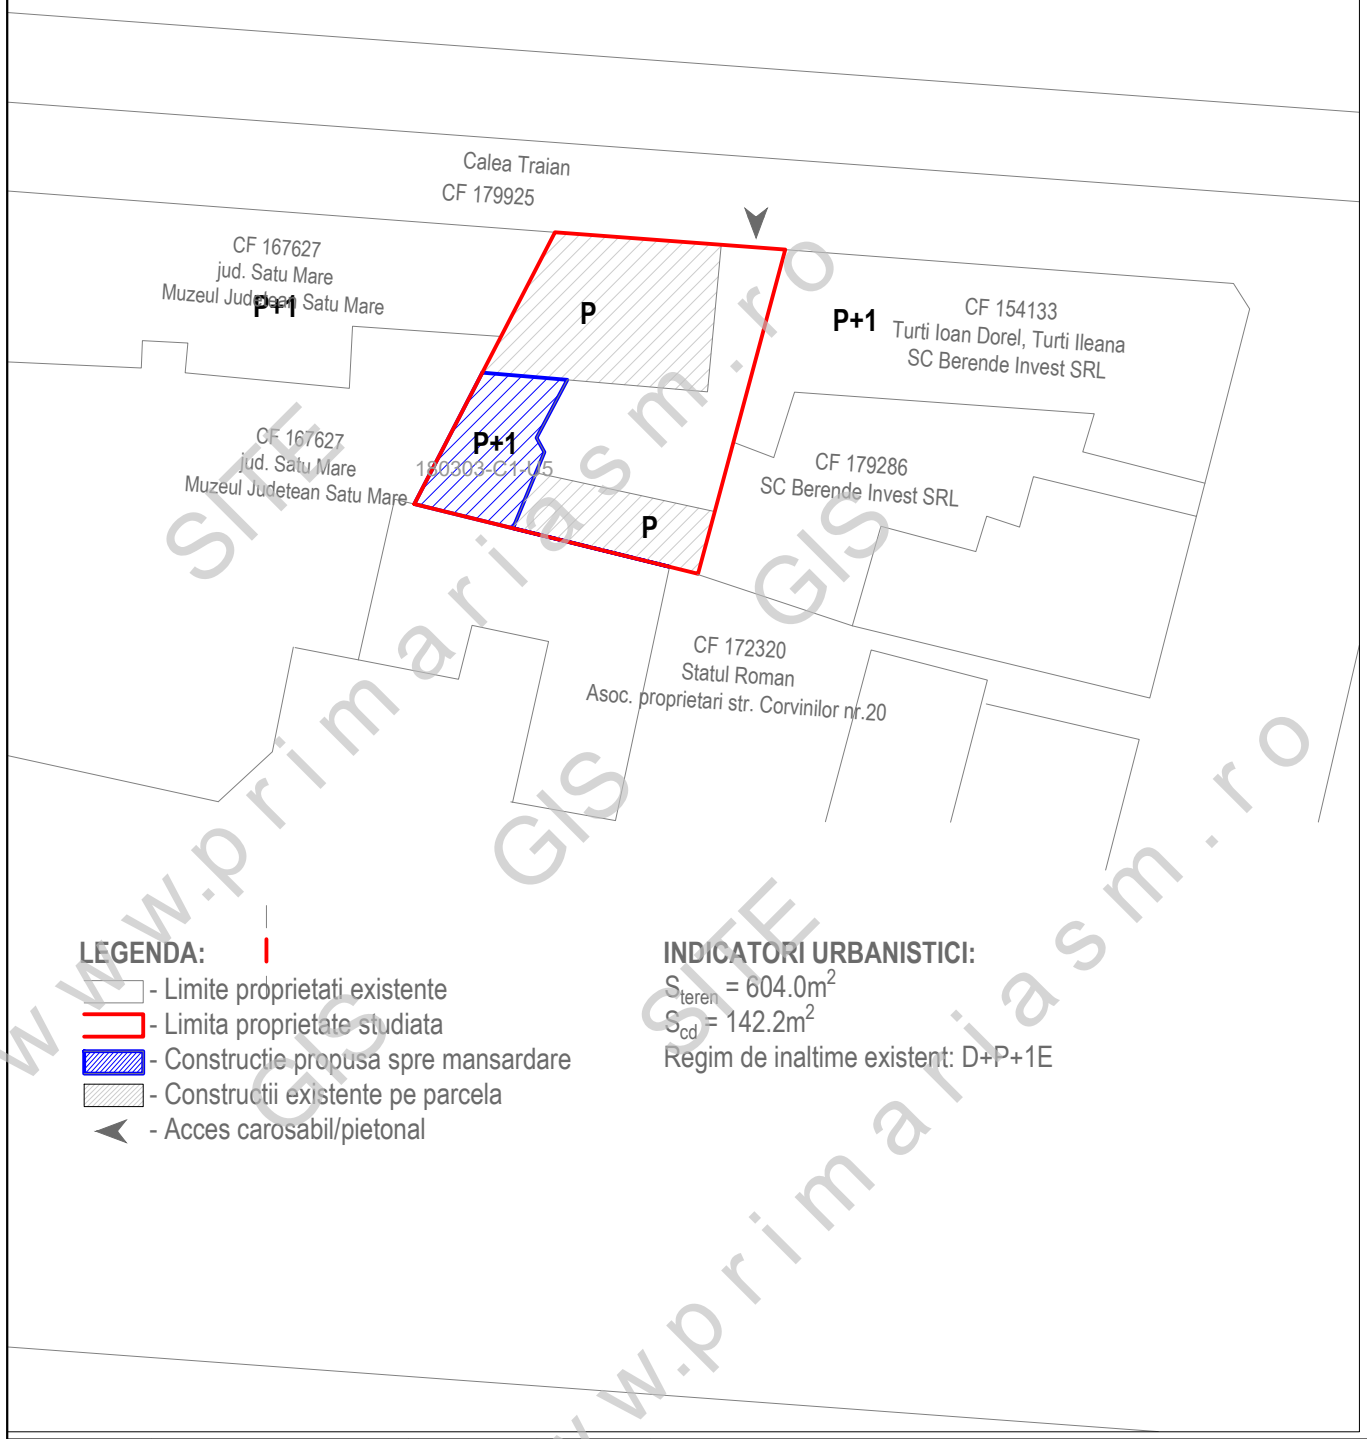 Calea Traian
CF 179925
CF 167627
jud. Satu Mare
Muzeul Judetean Satu Mare
P+1
P
P+1
CF 154133
Turti Ioan Dorel, Turti Ileana
SC Berende Invest SRL
CF 167627
jud. Satu Mare
Muzeul Judetean Satu Mare
P+1
180303-C1-U5
CF 179286
SC Berende Invest SRL
P
CF 172320
Statul Roman
Asoc. proprietari str. Corvinilor nr.20
SITE
GIS
www.primariasm.ro
GIS
SITE
GIS
w.primariasm.ro
LEGENDA:
- Limite proprietati existente
- Limita proprietate studiata
- Constructie propusa spre mansardare
- Constructii existente pe parcela
- Acces carosabil/pietonal
INDICATORI URBANISTICI:
Steren = 604.0m²
Scd = 142.2m²
Regim de inaltime existent: D+P+1E